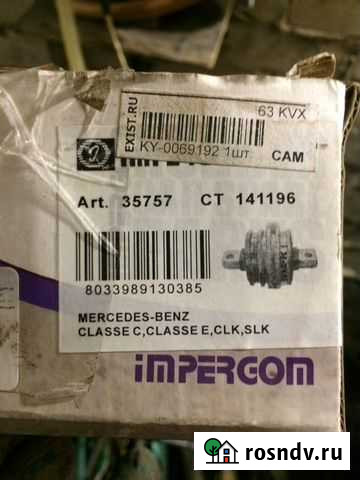 EXIST.RU
63 KVX
KY-0069192 1шт.
CAM
Art. 35757 CT 141196
8033989130385
MERCEDES-BENZ
CLASSE C,CLASSE E,CLK,SLK
impergom
rosndv.ru